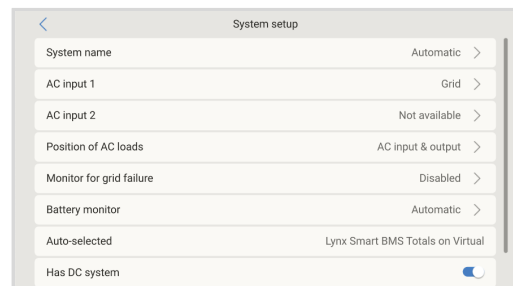 System setup
System name Automatic
AC input 1 Grid
AC input 2 Not available
Position of AC loads AC input & output
Monitor for grid failure Disabled
Battery monitor Automatic
Auto-selected Lynx Smart BMS Totals on Virtual
Has DC system